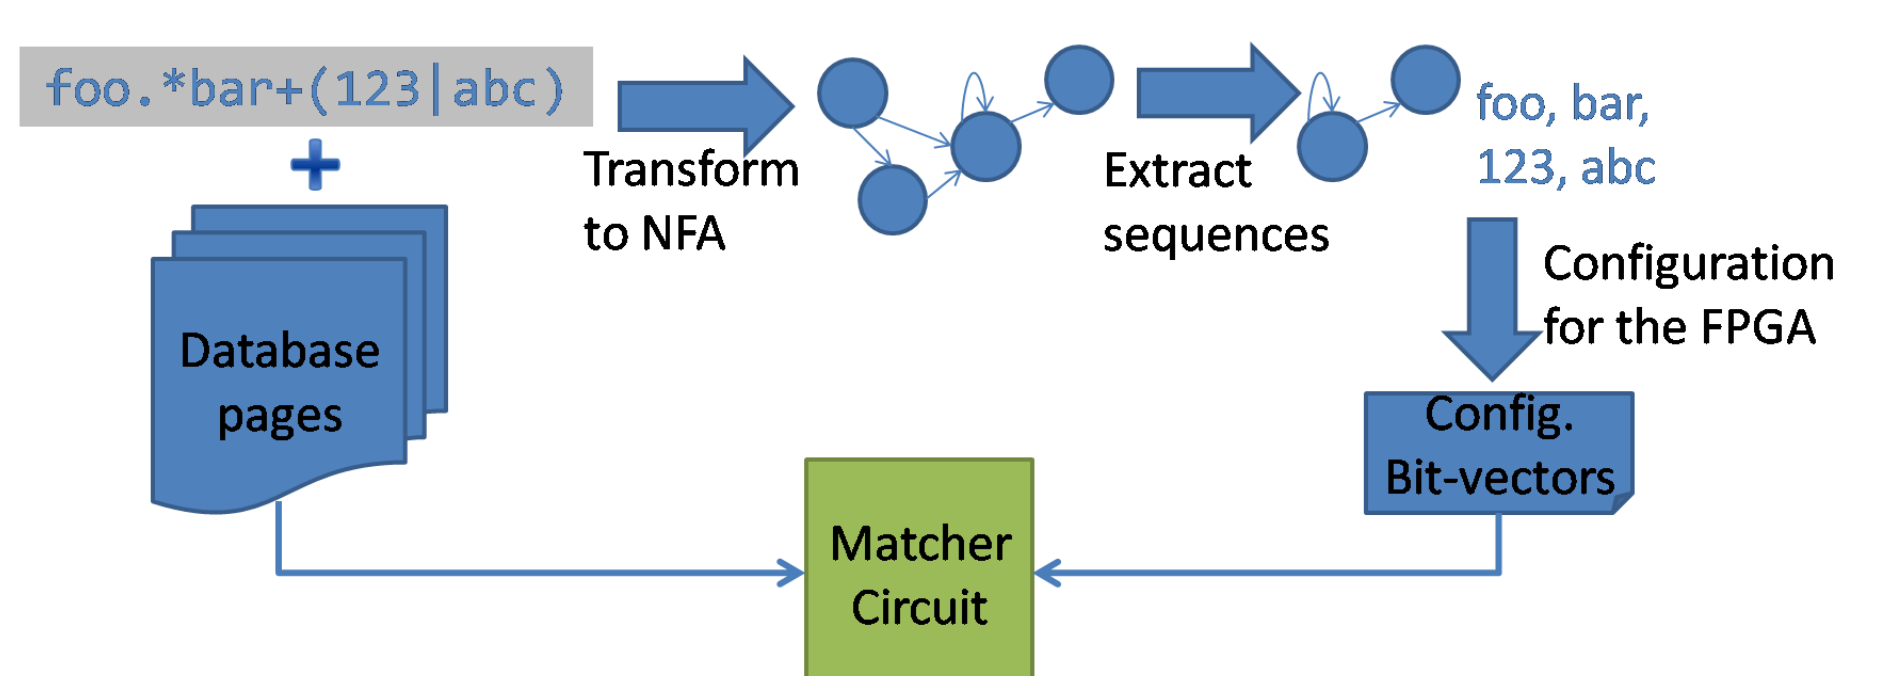 foo.*bar+(123|abc)
Transform
to NFA
Extract
sequences
foo, bar,
123, abc
Configuration
for the FPGA
Database
pages
Config.
Bit-vectors
Matcher
Circuit